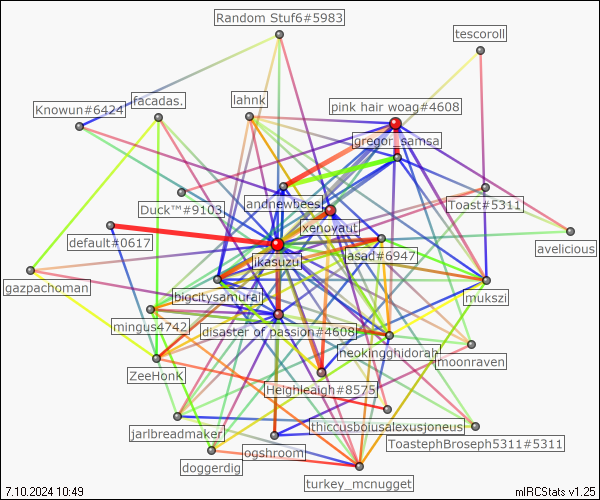 Random Stuf6#5983
tescoroll
facadas.
lahnk
pink hair woag#4608
Knowun#6424
gregor_samsa
Duck™#9103
andnewbees
Toast#5311
xenovaut
default#0617
avelicious
jkasuzu
asad#6947
gazpachoman
bigcitysamurai
mukszi
mingus4742
disaster of passion#4608
neokingghidorah
moonraven
ZeeHonK
Heighleaigh#8575
thiccusboiusalexusjoneus
jarlbreadmaker
ToastephBroseph5311#5311
ogshroom
doggerdig
turkey_mcnugget
7.10.2024 10:49
mIRCStats v1.25